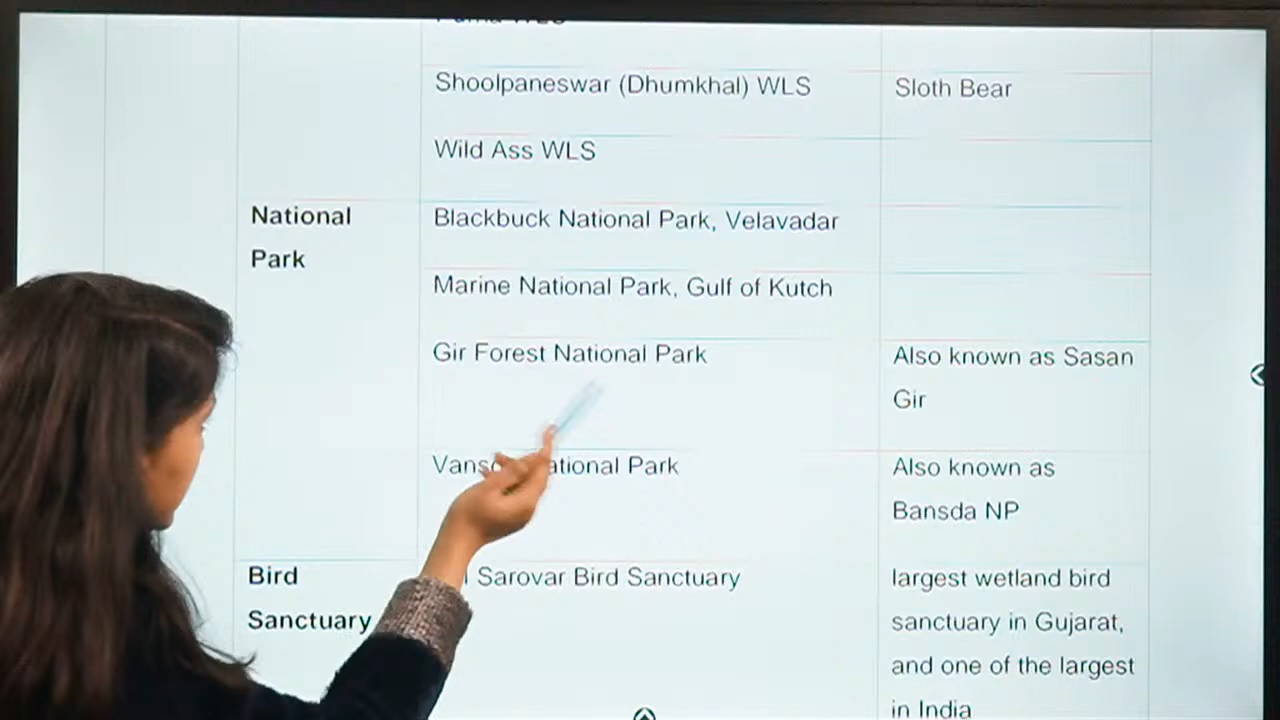 Shoolpaneswar (Dhumkhal) WLS Sloth Bear
Wild Ass WLS
National Park
Blackbuck National Park, Velavadar
Marine National Park, Gulf of Kutch
Gir Forest National Park
Also known as Sasan
Gir
National Park
Also known as
Bansda NP
Bird
Sanctuary
Sarovar Bird Sanctuary
largest wetland bird
sanctuary in Gujarat,
and one of the largest
in India